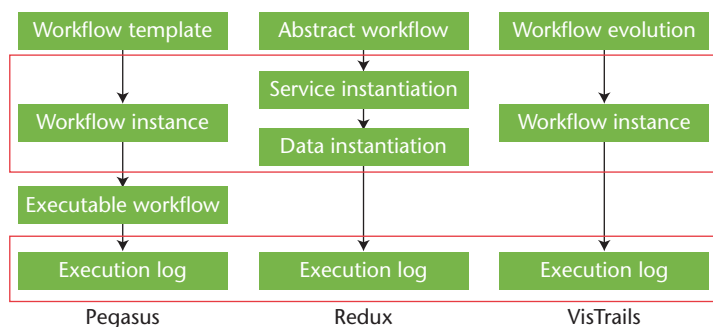 Workflow template
Abstract workflow
Workflow evolution
Service instantiation
Workflow instance
Workflow instance
Data instantiation
Executable workflow
Execution log
Execution log
Execution log
Pegasus
Redux
VisTrails